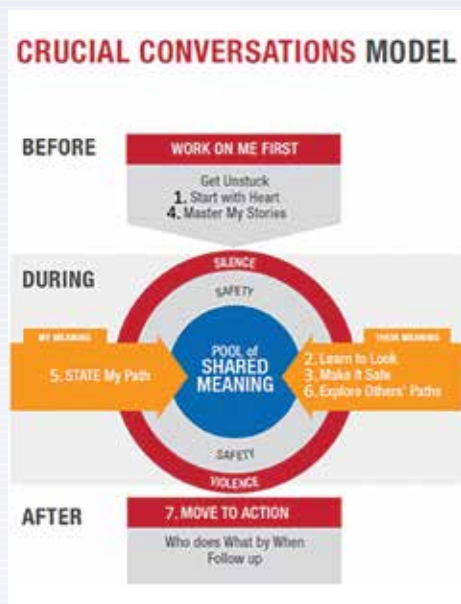 CRUCIAL CONVERSATIONS MODEL
BEFORE
WORK ON ME FIRST
Get Unstuck
1. Start with Heart
4. Master My Stories
DURING
SILENCE
SAFETY
MY MEANING
5. STATE My Path
POOL of
SHARED
MEANING
THEIR MEANING
2. Learn to Look
3. Make It Safe
6. Explore Others' Paths
SAFETY
VIOLENCE
AFTER
7. MOVE TO ACTION
Who does What by When
Follow up